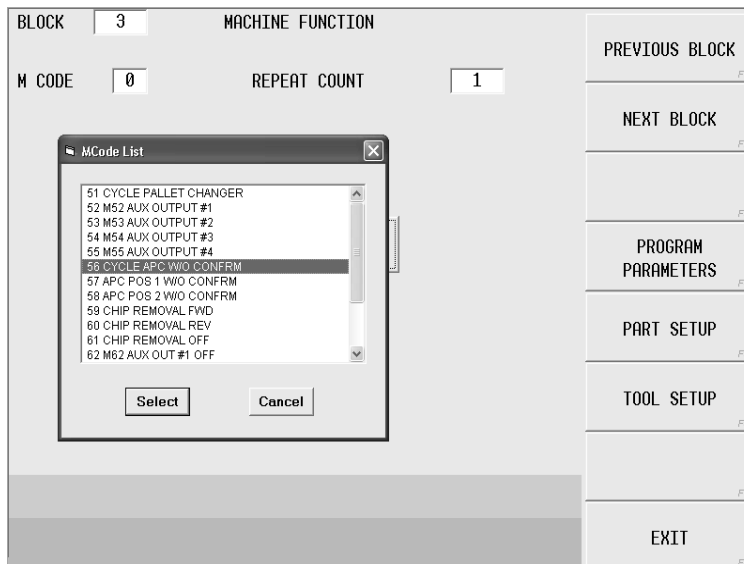 BLOCK 3 MACHINE FUNCTION
M CODE 0 REPEAT COUNT 1
MCode List
51 CYCLE PALLET CHANGER
52 M52 AUX OUTPUT #1
53 M53 AUX OUTPUT #2
54 M54 AUX OUTPUT #3
55 M55 AUX OUTPUT #4
56 CYCLE APC W/O CONFRM
57 APC POS 1 W/O CONFRM
58 APC POS 2 W/O CONFRM
59 CHIP REMOVAL FWD
60 CHIP REMOVAL REV
61 CHIP REMOVAL OFF
62 M62 AUX OUT #1 OFF
Select Cancel
PREVIOUS BLOCK
NEXT BLOCK
PROGRAM
PARAMETERS
PART SETUP
TOOL SETUP
EXIT